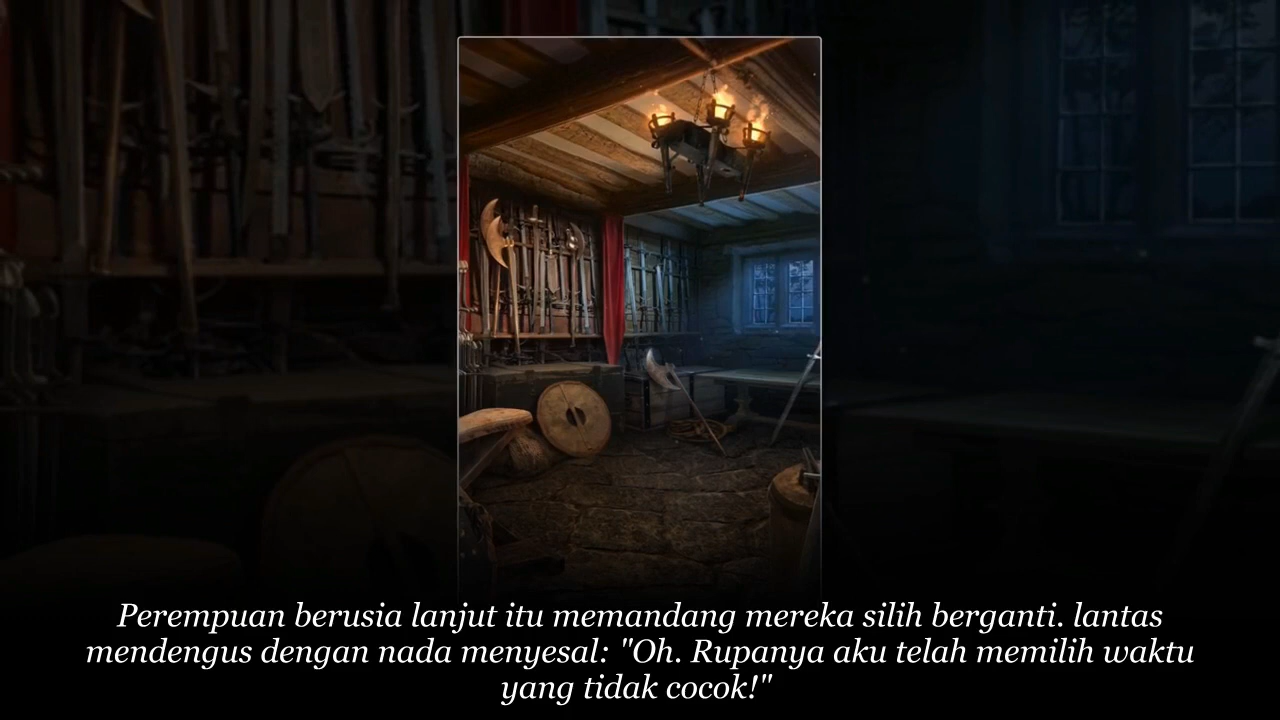 Perempuan berusia lanjut itu memandang mereka silih berganti. lantas
mendengus dengan nada menyesal: "Oh. Rupanya aku telah memilih waktu
yang tidak cocok!"